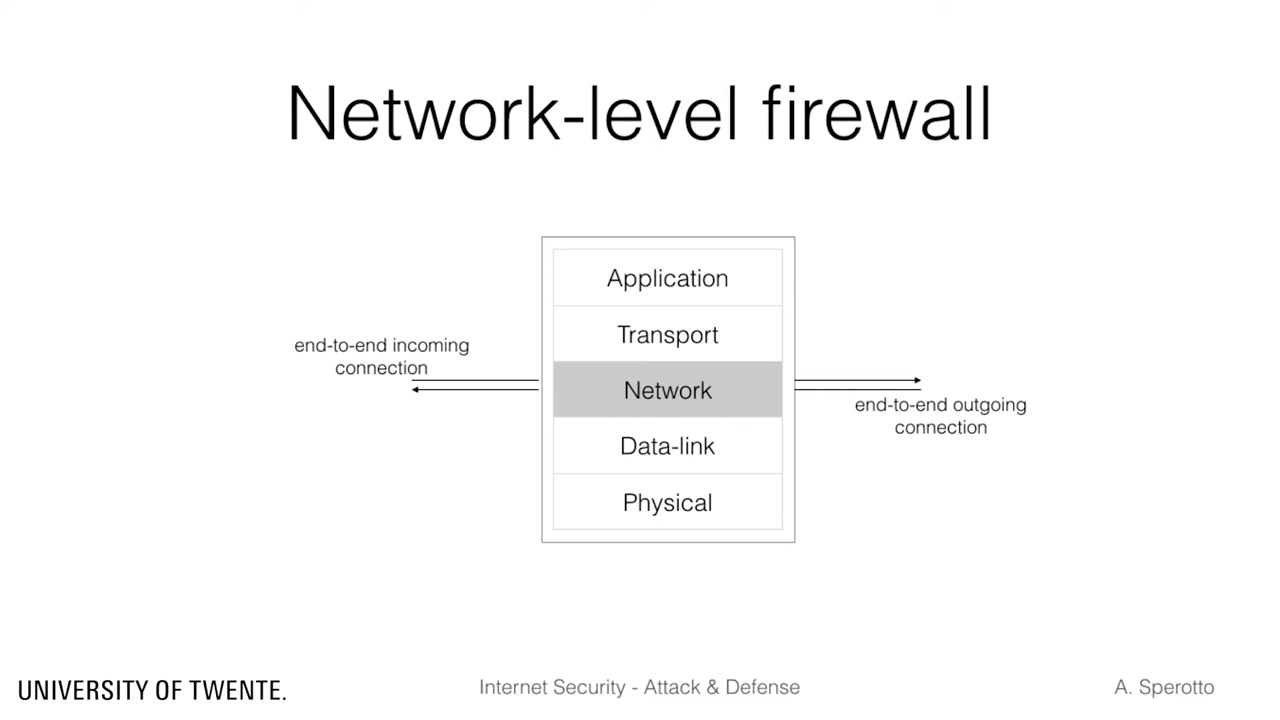 Network-level firewall
Application
Transport
end-to-end incoming
connection
Network
end-to-end outgoing
connection
Data-link
Physical
UNIVERSITY OF TWENTE.
Internet Security - Attack & Defense
A. Sperotto